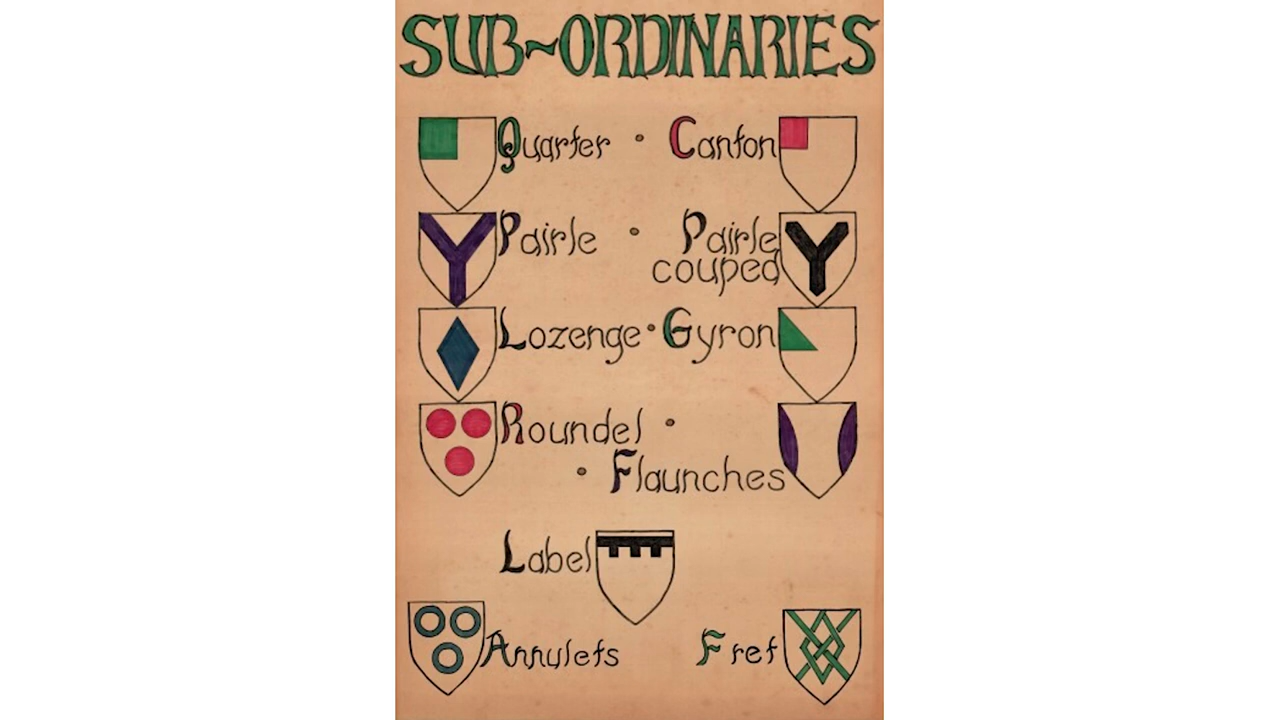 SUB~ORDINARIES
Quarter · Canton
Pairle · Pairle
couped
Lozenge · Gyron
Roundel ·
· Flaunches
Label
Annulets Fret